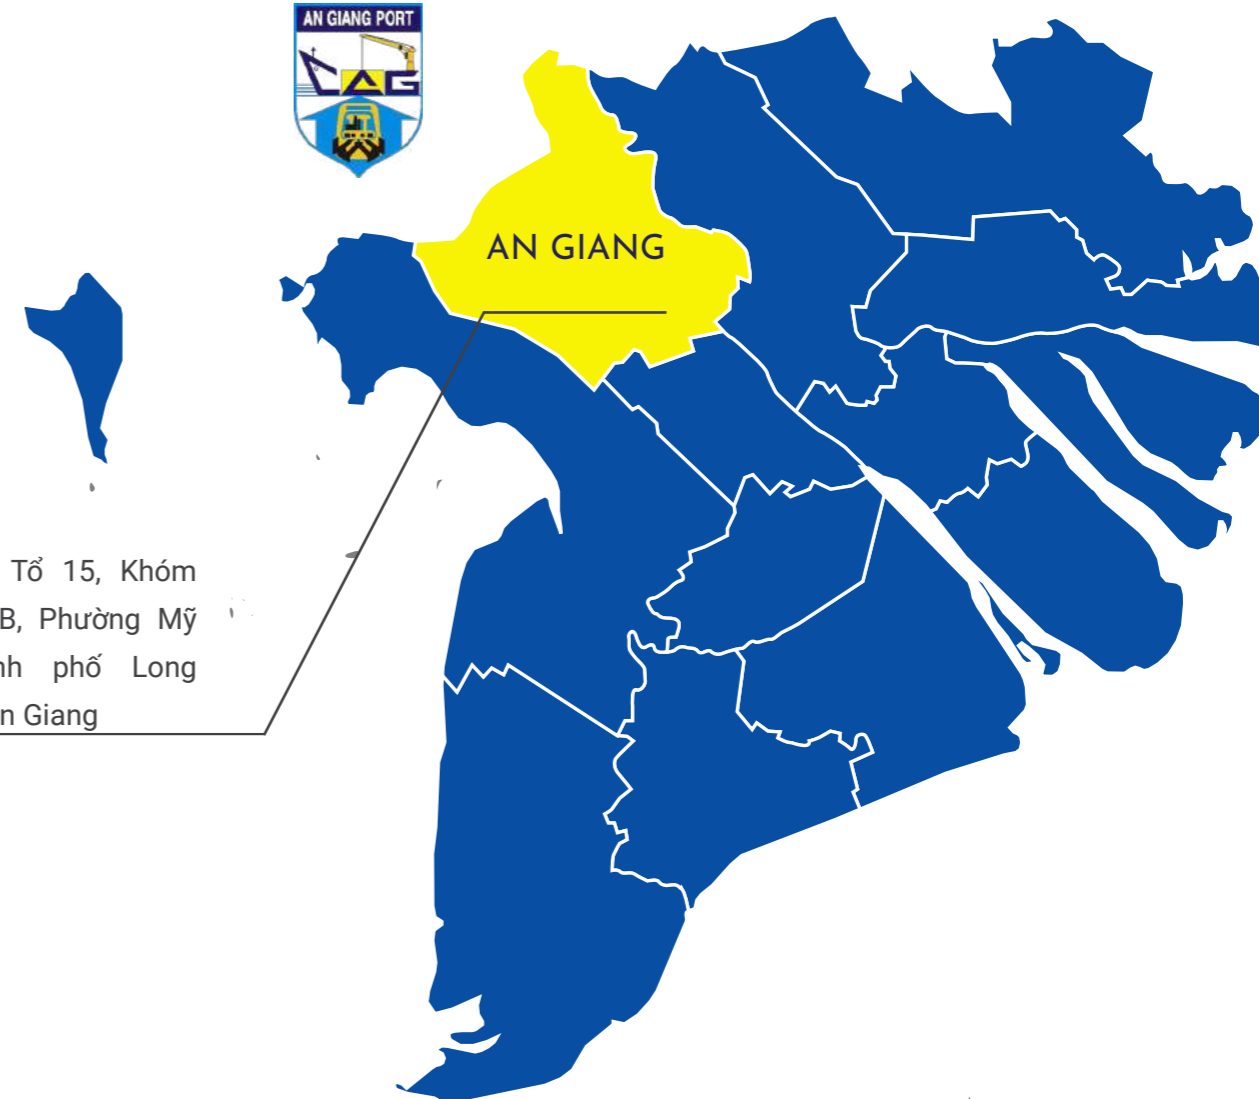 AN GIANG PORT
CAG
AN GIANG
Tổ 15, Khóm
B, Phường Mỹ
nh phố Long
n Giang